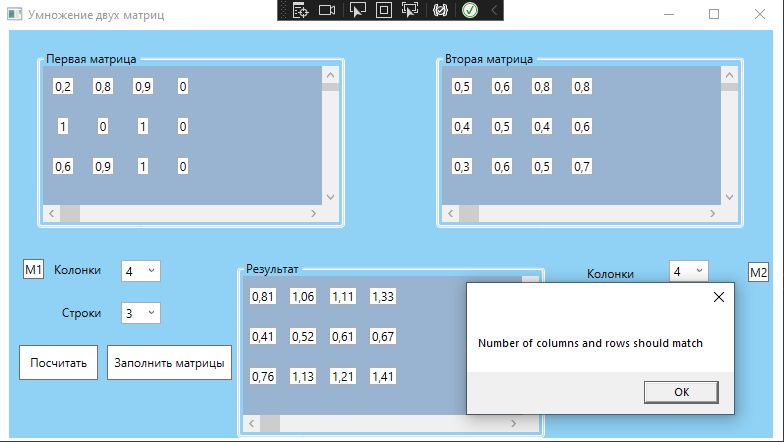 Умножение двух матриц
Первая матрица
0,2 0,8 0,9 0
1 0 1 0
0,6 0,9 1 0
Вторая матрица
0,5 0,6 0,8 0,8
0,4 0,5 0,4 0,6
0,3 0,6 0,5 0,7
М1 Колонки 4
Строки 3
Посчитать Заполнить матрицы
Результат
0,81 1,06 1,11 1,33
0,41 0,52 0,61 0,67
0,76 1,13 1,21 1,41
Колонки 4 М2
Number of columns and rows should match
OK